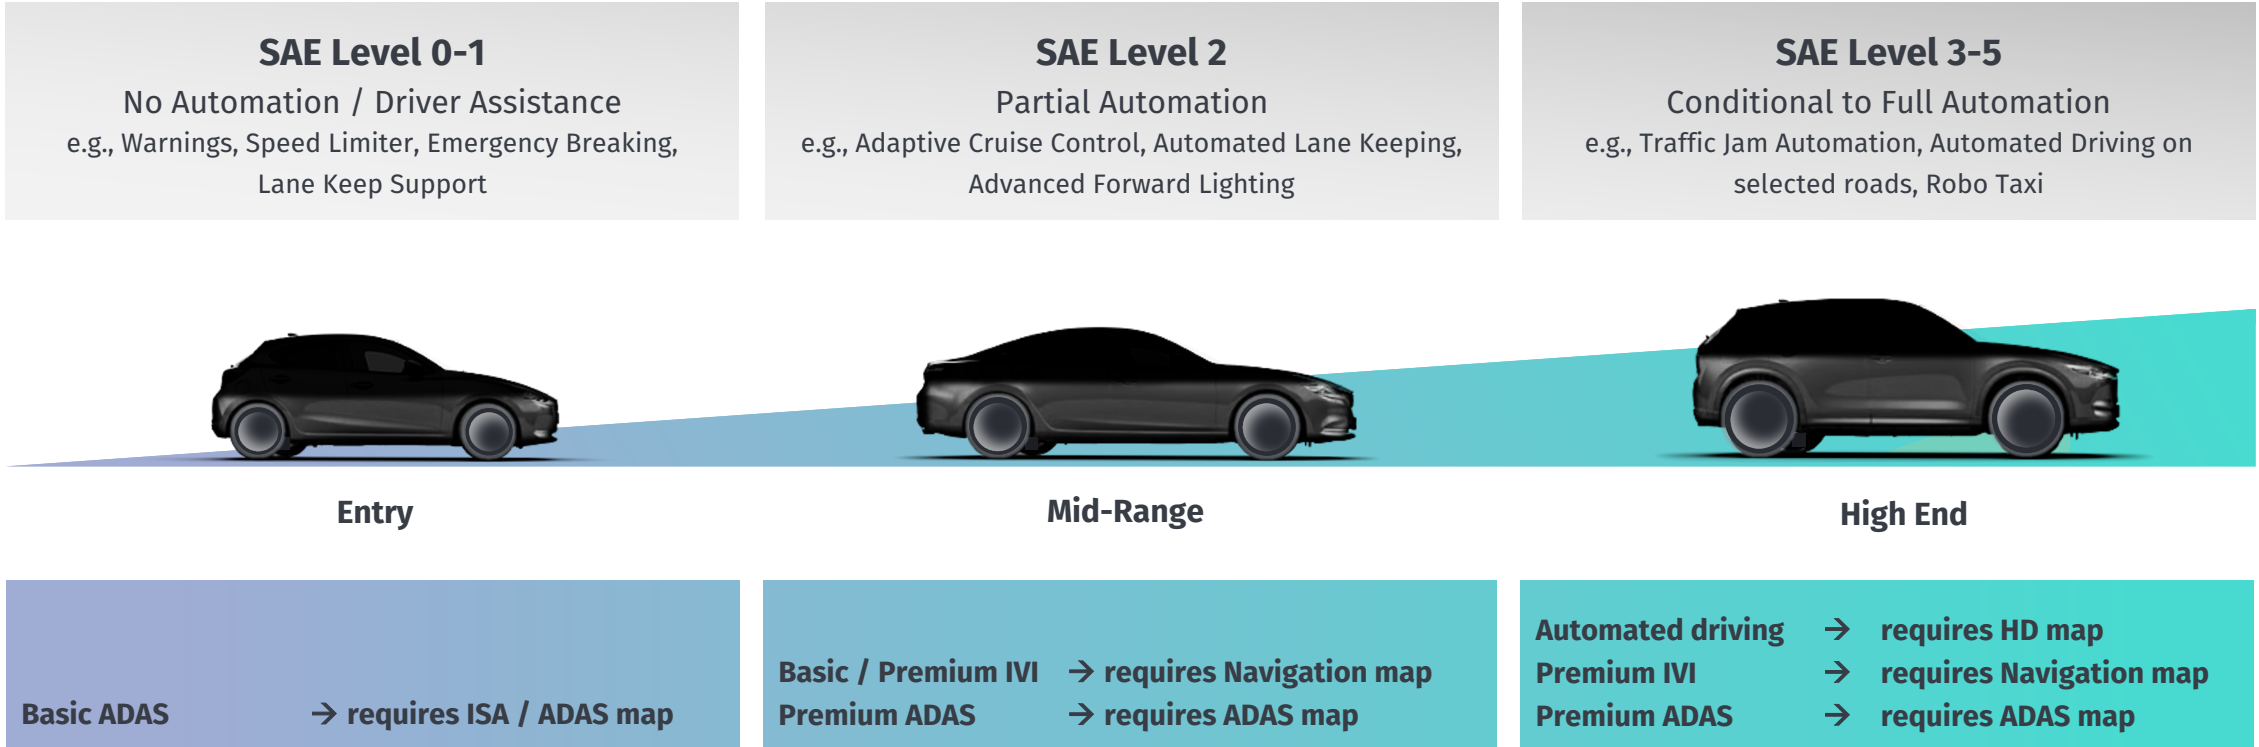 SAE Level 0-1
No Automation / Driver Assistance
e.g., Warnings, Speed Limiter, Emergency Breaking,
Lane Keep Support
SAE Level 2
Partial Automation
e.g., Adaptive Cruise Control, Automated Lane Keeping,
Advanced Forward Lighting
SAE Level 3-5
Conditional to Full Automation
e.g., Traffic Jam Automation, Automated Driving on
selected roads, Robo Taxi
Entry
Mid-Range
High End
Basic ADAS → requires ISA / ADAS map
Basic / Premium IVI → requires Navigation map
Premium ADAS → requires ADAS map
Automated driving → requires HD map
Premium IVI → requires Navigation map
Premium ADAS → requires ADAS map